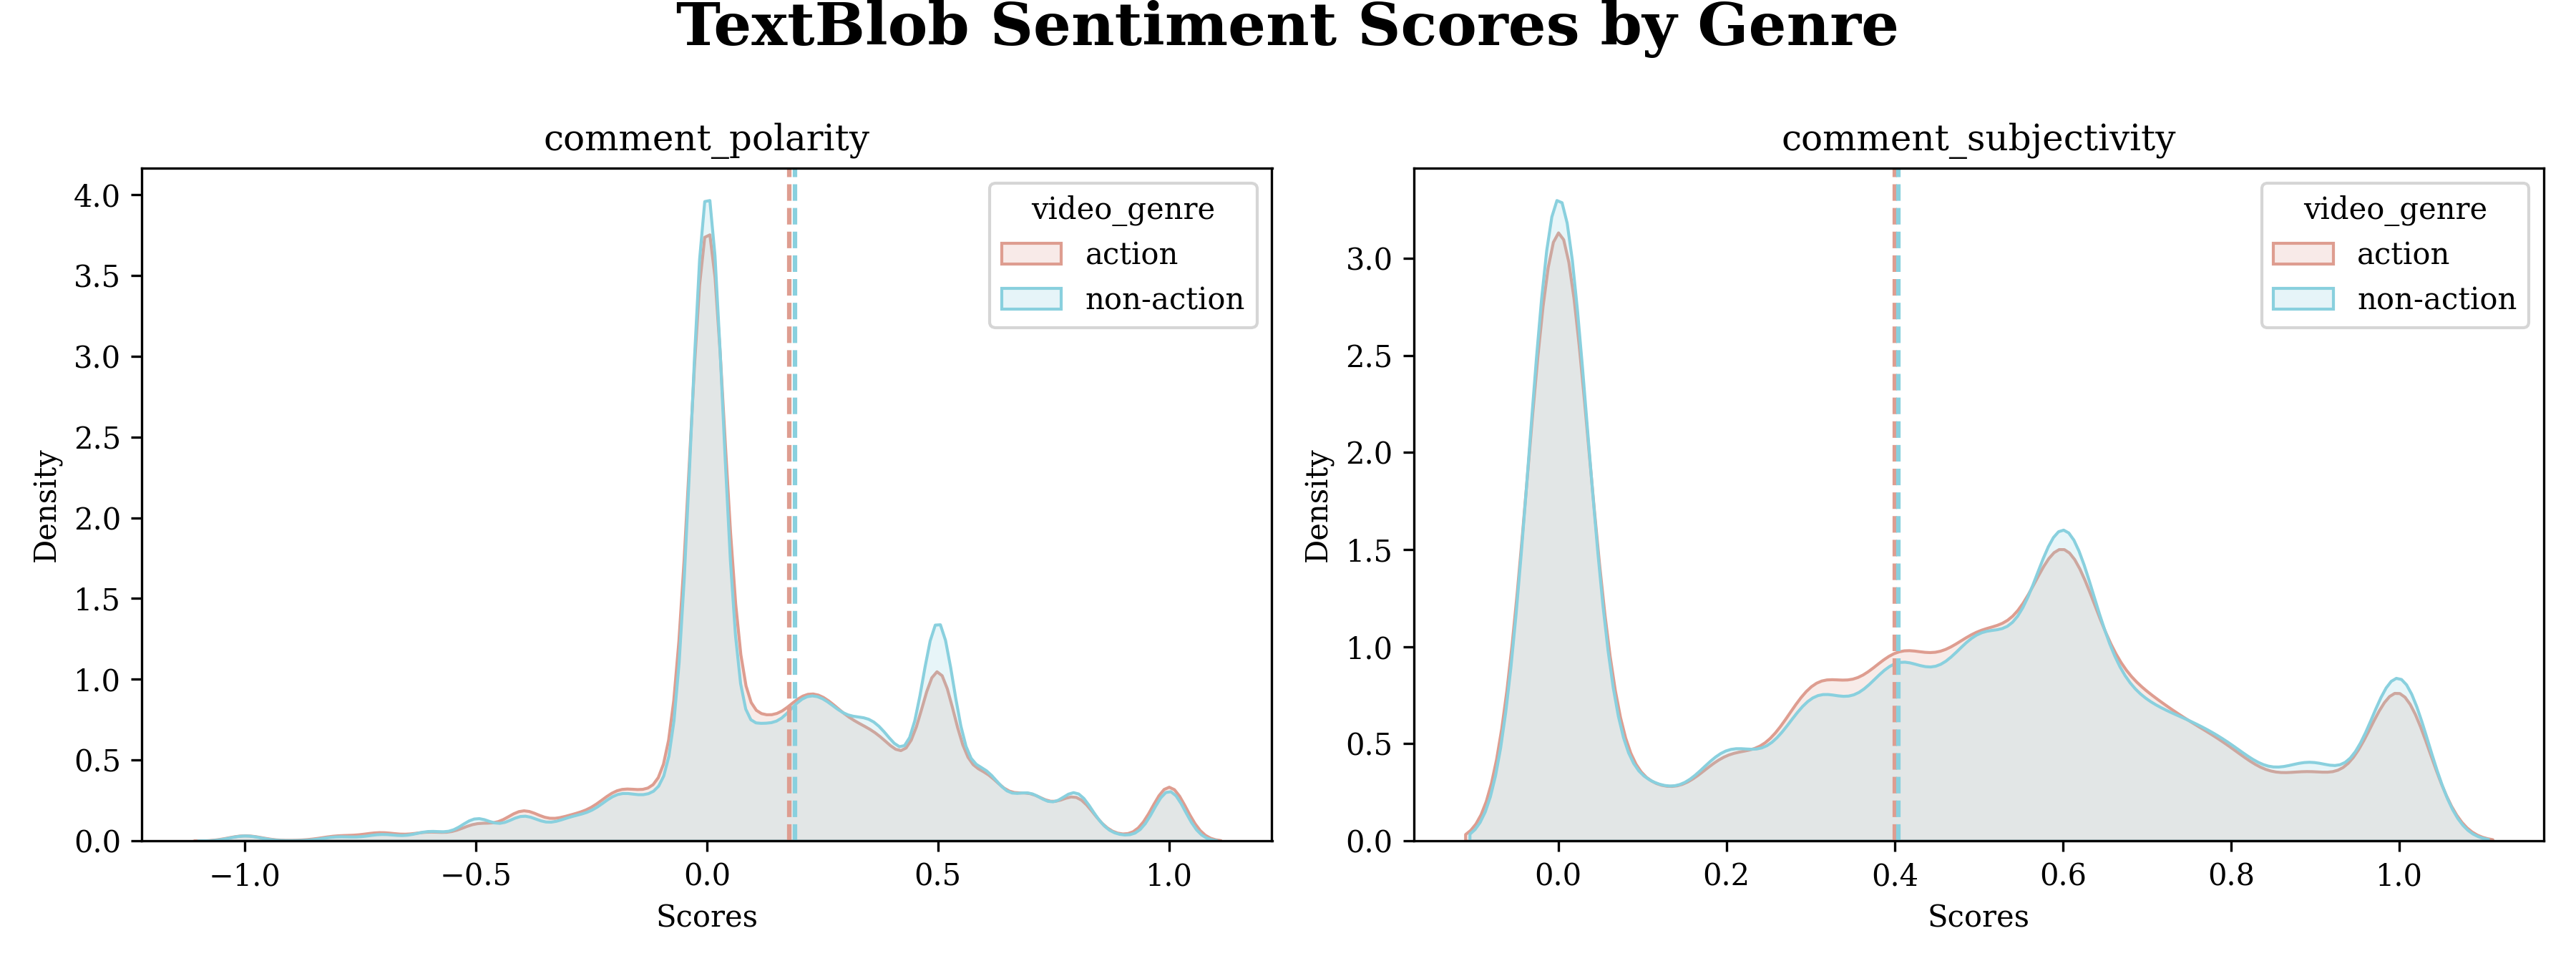 TextBlob Sentiment Scores by Genre
comment_polarity
video_genre
action
non-action
4.0
3.5
3.0
2.5
2.0
1.5
1.0
0.5
0.0
Density
−1.0 −0.5 0.0 0.5 1.0
Scores
comment_subjectivity
video_genre
action
non-action
3.0
2.5
2.0
1.5
1.0
0.5
0.0
Density
0.0 0.2 0.4 0.6 0.8 1.0
Scores